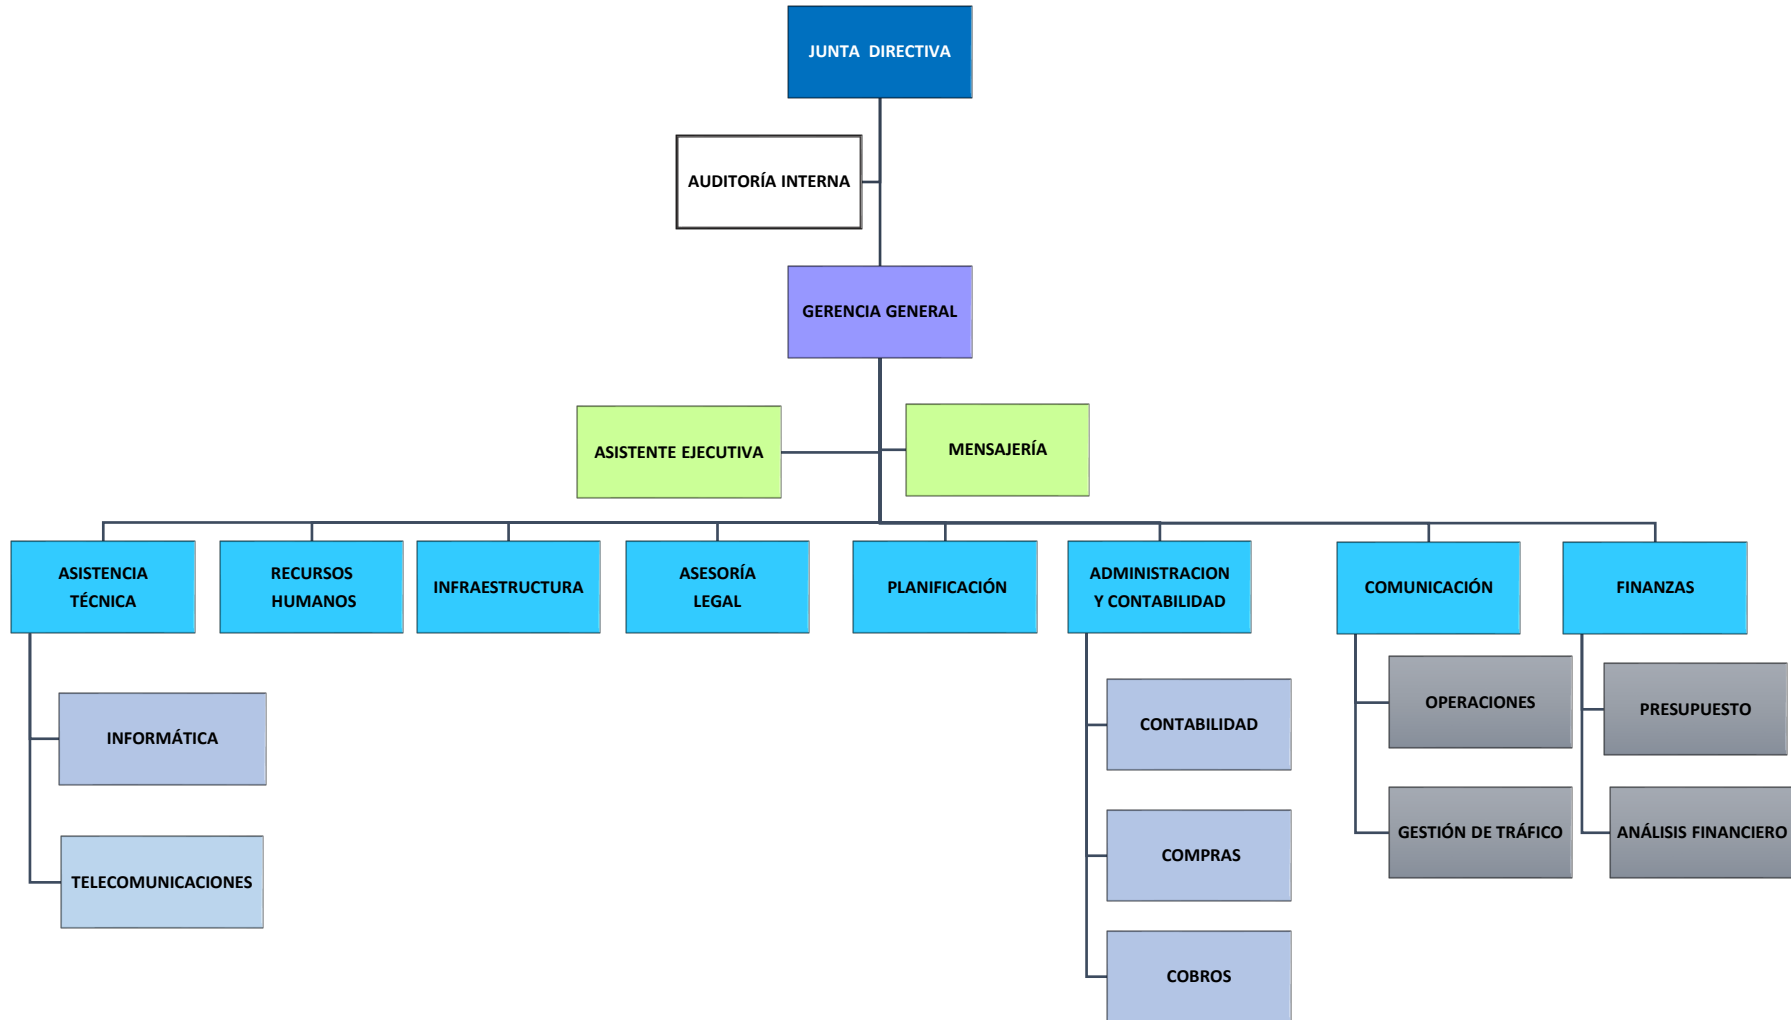 JUNTA DIRECTIVA
AUDITORÍA INTERNA
GERENCIA GENERAL
ASISTENTE EJECUTIVA
MENSAJERÍA
ASISTENCIA
TÉCNICA
RECURSOS
HUMANOS
INFRAESTRUCTURA
ASESORÍA
LEGAL
PLANIFICACIÓN
ADMINISTRACION
Y CONTABILIDAD
COMUNICACIÓN
FINANZAS
INFORMÁTICA
TELECOMUNICACIONES
CONTABILIDAD
COMPRAS
COBROS
OPERACIONES
GESTIÓN DE TRÁFICO
PRESUPUESTO
ANÁLISIS FINANCIERO